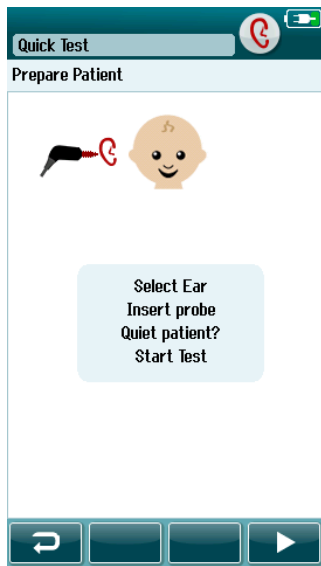 Quick Test
Prepare Patient
Select Ear
Insert probe
Quiet patient?
Start Test